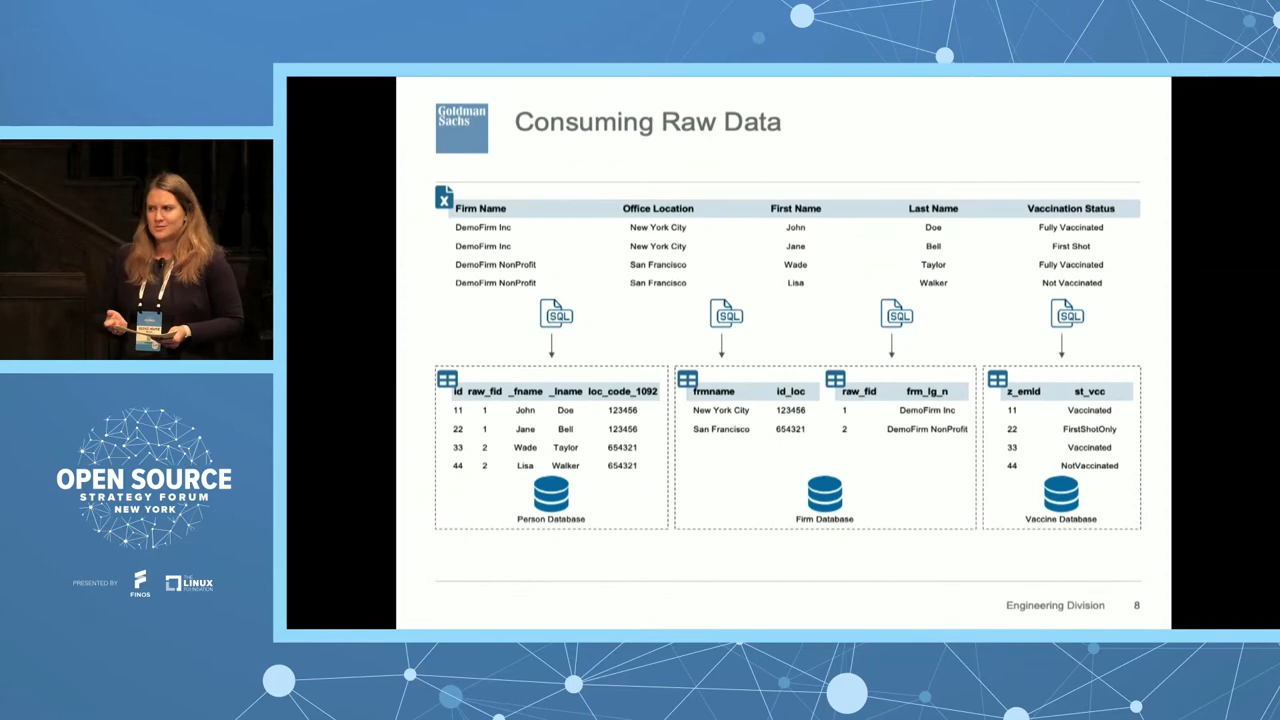 Goldman
Sachs
Consuming Raw Data
X
Firm Name Office Location First Name Last Name Vaccination Status
DemoFirm Inc New York City John Doe Fully Vaccinated
DemoFirm Inc New York City Jane Bell First Shot
DemoFirm NonProfit San Francisco Wade Taylor Fully Vaccinated
DemoFirm NonProfit San Francisco Lisa Walker Not Vaccinated
SQL SQL SQL SQL
id raw_fid _fname _lname loc_code_1092
11 1 John Doe 123456
22 1 Jane Bell 123456
33 2 Wade Taylor 654321
44 2 Lisa Walker 654321
Person Database
frmname id_loc
New York City 123456
San Francisco 654321
raw_fid frm_lg_n
1 DemoFirm Inc
2 DemoFirm NonProfit
Firm Database
z_emId st_vcc
11 Vaccinated
22 FirstShotOnly
33 Vaccinated
44 NotVaccinated
Vaccine Database
Engineering Division 8
OPEN SOURCE
STRATEGY FORUM
NEW YORK
PRESENTED BY
FINOS
THE
LINUX
FOUNDATION